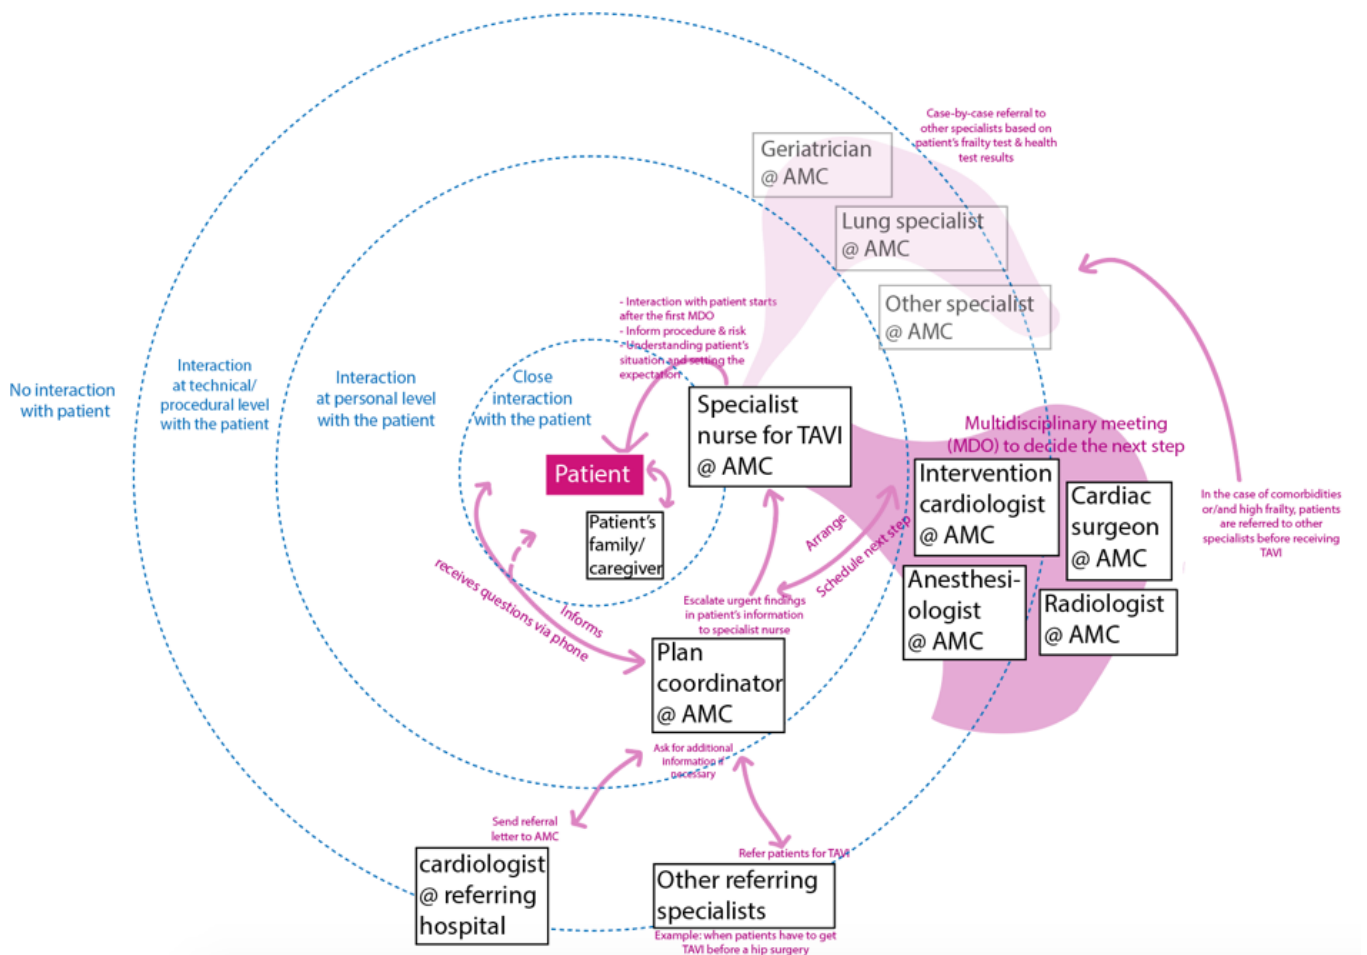 Case-by-case referral to
other specialists based on
patient's frailty test & health
test results
Geriatrician
@ AMC
Lung specialist
@ AMC
Other specialist
@ AMC
- Interaction with patient starts
after the first MDO
- Inform procedure & risk
- Understanding patient's
situation and setting the
expectation
No interaction
with patient
Interaction
at technical/
procedural level
with the patient
Interaction
at personal level
with the patient
Close
interaction
with the patient
Specialist
nurse for TAVI
@ AMC
Patient
Patient's
family/
caregiver
Multidisciplinary meeting
(MDO) to decide the next step
Intervention
cardiologist
@ AMC
Cardiac
surgeon
@ AMC
Anesthesi-
ologist
@ AMC
Radiologist
@ AMC
In the case of comorbidities
or/and high frailty, patients
are referred to other
specialists before receiving
TAVI
Arrange
Schedule next step
receives questions via phone
Informs
Escalate urgent findings
in patient's information
to specialist nurse
Plan
coordinator
@ AMC
Ask for additional
information if
necessary
Send referral
letter to AMC
cardiologist
@ referring
hospital
Refer patients for TAVI
Other referring
specialists
Example: when patients have to get
TAVI before a hip surgery